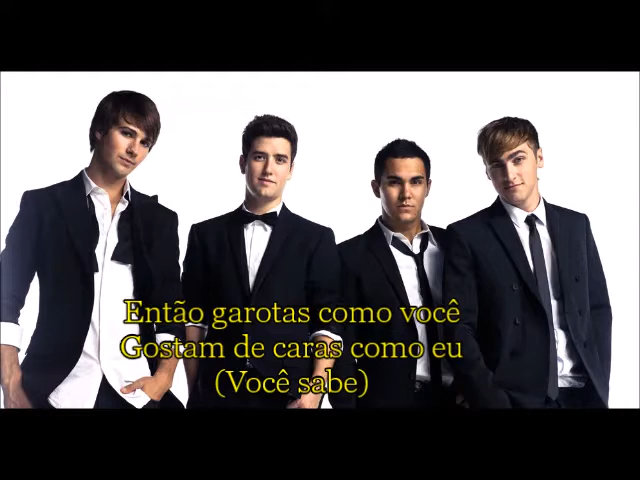 Então garotas como você
Gostam de caras como eu
(Você sabe)